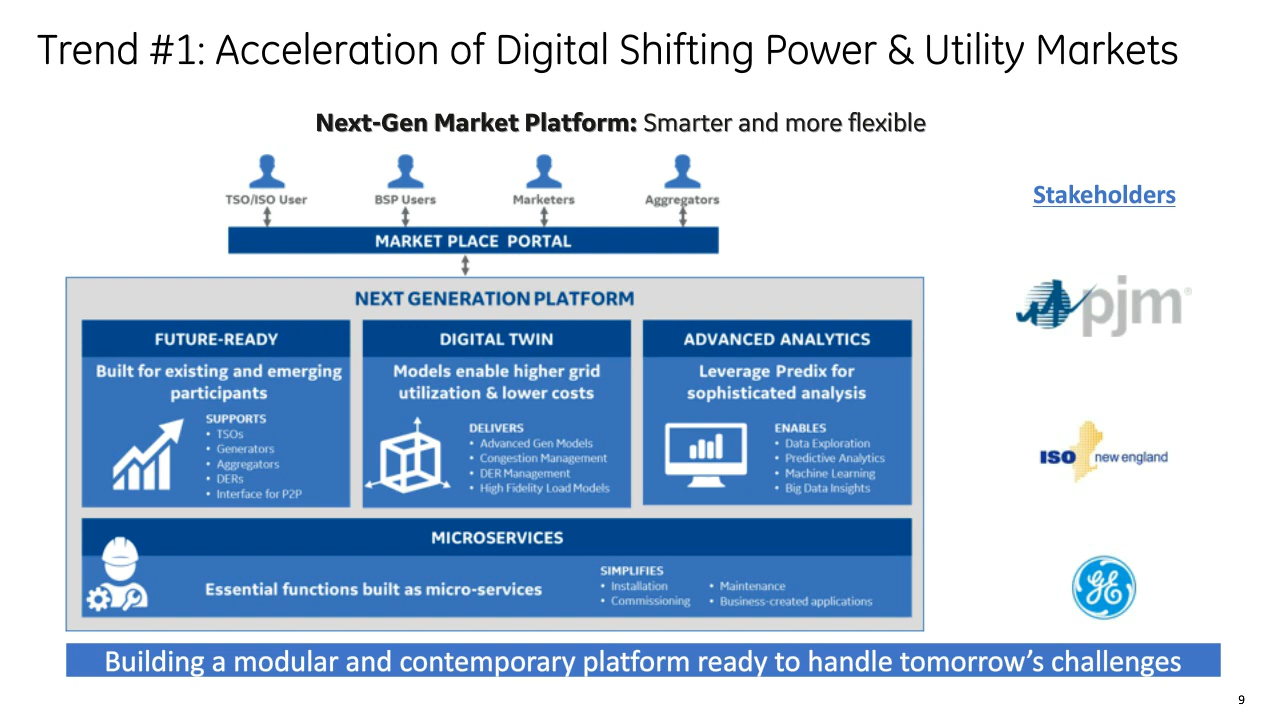 Trend #1: Acceleration of Digital Shifting Power & Utility Markets
Next-Gen Market Platform: Smarter and more flexible
TSO/ISO User
BSP Users
Marketers
Aggregators
MARKET PLACE PORTAL
Stakeholders
NEXT GENERATION PLATFORM
FUTURE-READY
Built for existing and emerging
participants
SUPPORTS
• TSOs
• Generators
• Aggregators
• DERs
• Interface for P2P
DIGITAL TWIN
Models enable higher grid
utilization & lower costs
DELIVERS
• Advanced Gen Models
• Congestion Management
• DER Management
• High Fidelity Load Models
ADVANCED ANALYTICS
Leverage Predix for
sophisticated analysis
ENABLES
• Data Exploration
• Predictive Analytics
• Machine Learning
• Big Data Insights
MICROSERVICES
Essential functions built as micro-services
SIMPLIFIES
• Installation
• Commissioning
• Maintenance
• Business-created applications
pjm®
ISO new england
GE
Building a modular and contemporary platform ready to handle tomorrow's challenges
9